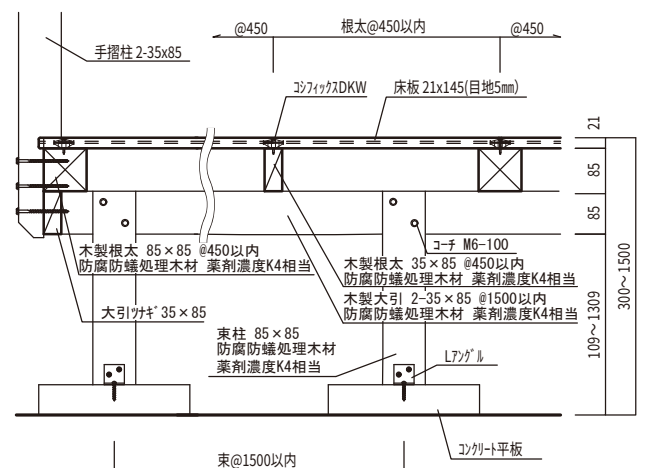 @450
根太@450以内
@450
手摺柱 2-35x85
ｺｼﾌｨｯｸｽDKW
床板 21x145(目地5mm)
21
85
85
109～1309
300～1500
ｺｰﾁ M6-100
木製根太 85×85 @450以内
防腐防蟻処理木材 薬剤濃度K4相当
木製根太 35×85 @450以内
防腐防蟻処理木材 薬剤濃度K4相当
木製大引 2-35×85 @1500以内
防腐防蟻処理木材 薬剤濃度K4相当
大引ﾂﾅｷﾞ35×85
束柱 85×85
防腐防蟻処理木材
薬剤濃度K4相当
Lｱﾝｸﾞﾙ
ｺﾝｸﾘｰﾄ平板
束@1500以内